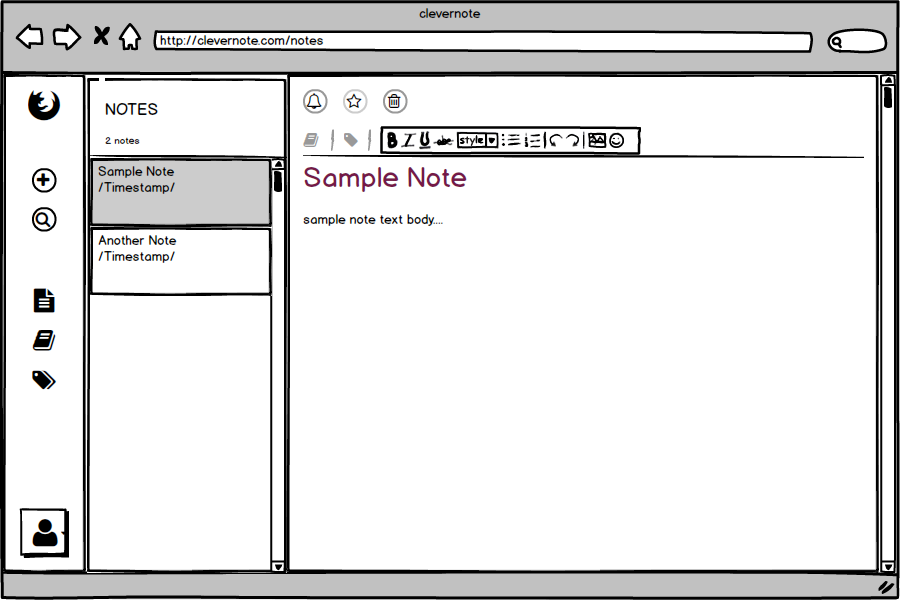 clevernote
http://clevernote.com/notes
NOTES
2 notes
Sample Note
/Timestamp/
Another Note
/Timestamp/
B I U abc style
Sample Note
sample note text body....